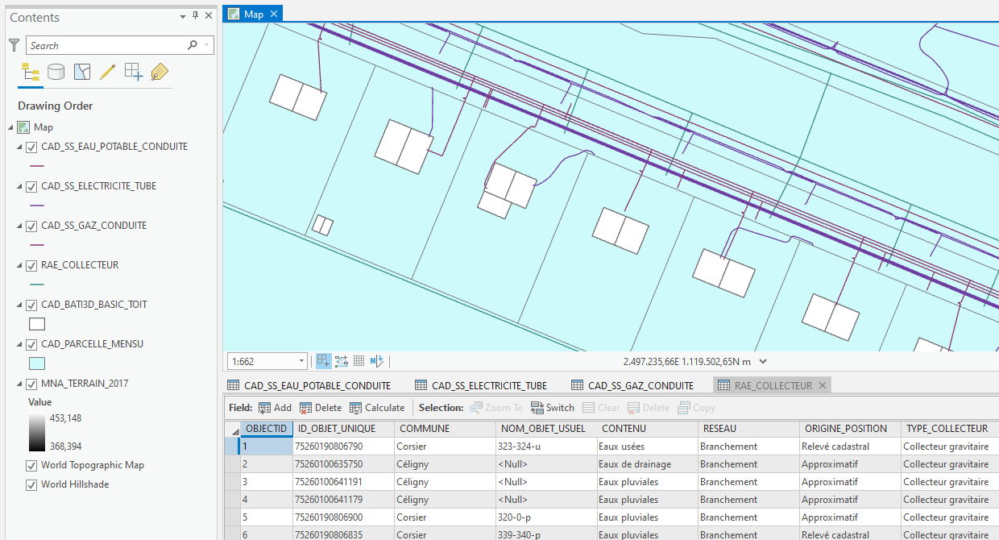 Contents
Search
Drawing Order
Map
CAD_SS_EAU_POTABLE_CONDUITE
CAD_SS_ELECTRICITE_TUBE
CAD_SS_GAZ_CONDUITE
RAE_COLLECTEUR
CAD_BATI3D_BASIC_TOIT
CAD_PARCELLE_MENSU
MNA_TERRAIN_2017
Value
453,148
368,394
World Topographic Map
World Hillshade
Map
1:662
N
2.497.235,66E 1.119.502,65N m
CAD_SS_EAU_POTABLE_CONDUITE CAD_SS_ELECTRICITE_TUBE CAD_SS_GAZ_CONDUITE RAE_COLLECTEUR
Field: Add Delete Calculate Selection: Zoom To Switch Clear Delete Copy
OBJECTID ID_OBJET_UNIQUE COMMUNE NOM_OBJET_USUEL CONTENU RESEAU ORIGINE_POSITION TYPE_COLLECTEUR
1 75260190806790 Corsier 323-324-u Eaux usées Branchement Relevé cadastral Collecteur gravitaire
2 75260100635750 Céligny <Null> Eaux de drainage Branchement Approximatif Collecteur gravitaire
3 75260100641191 Céligny <Null> Eaux pluviales Branchement Approximatif Collecteur gravitaire
4 75260100641179 Céligny <Null> Eaux pluviales Branchement Approximatif Collecteur gravitaire
5 75260190806900 Corsier 320-0-p Eaux pluviales Branchement Approximatif Collecteur gravitaire
6 75260190806835 Corsier 339-340-p Eaux pluviales Branchement Relevé cadastral Collecteur gravitaire